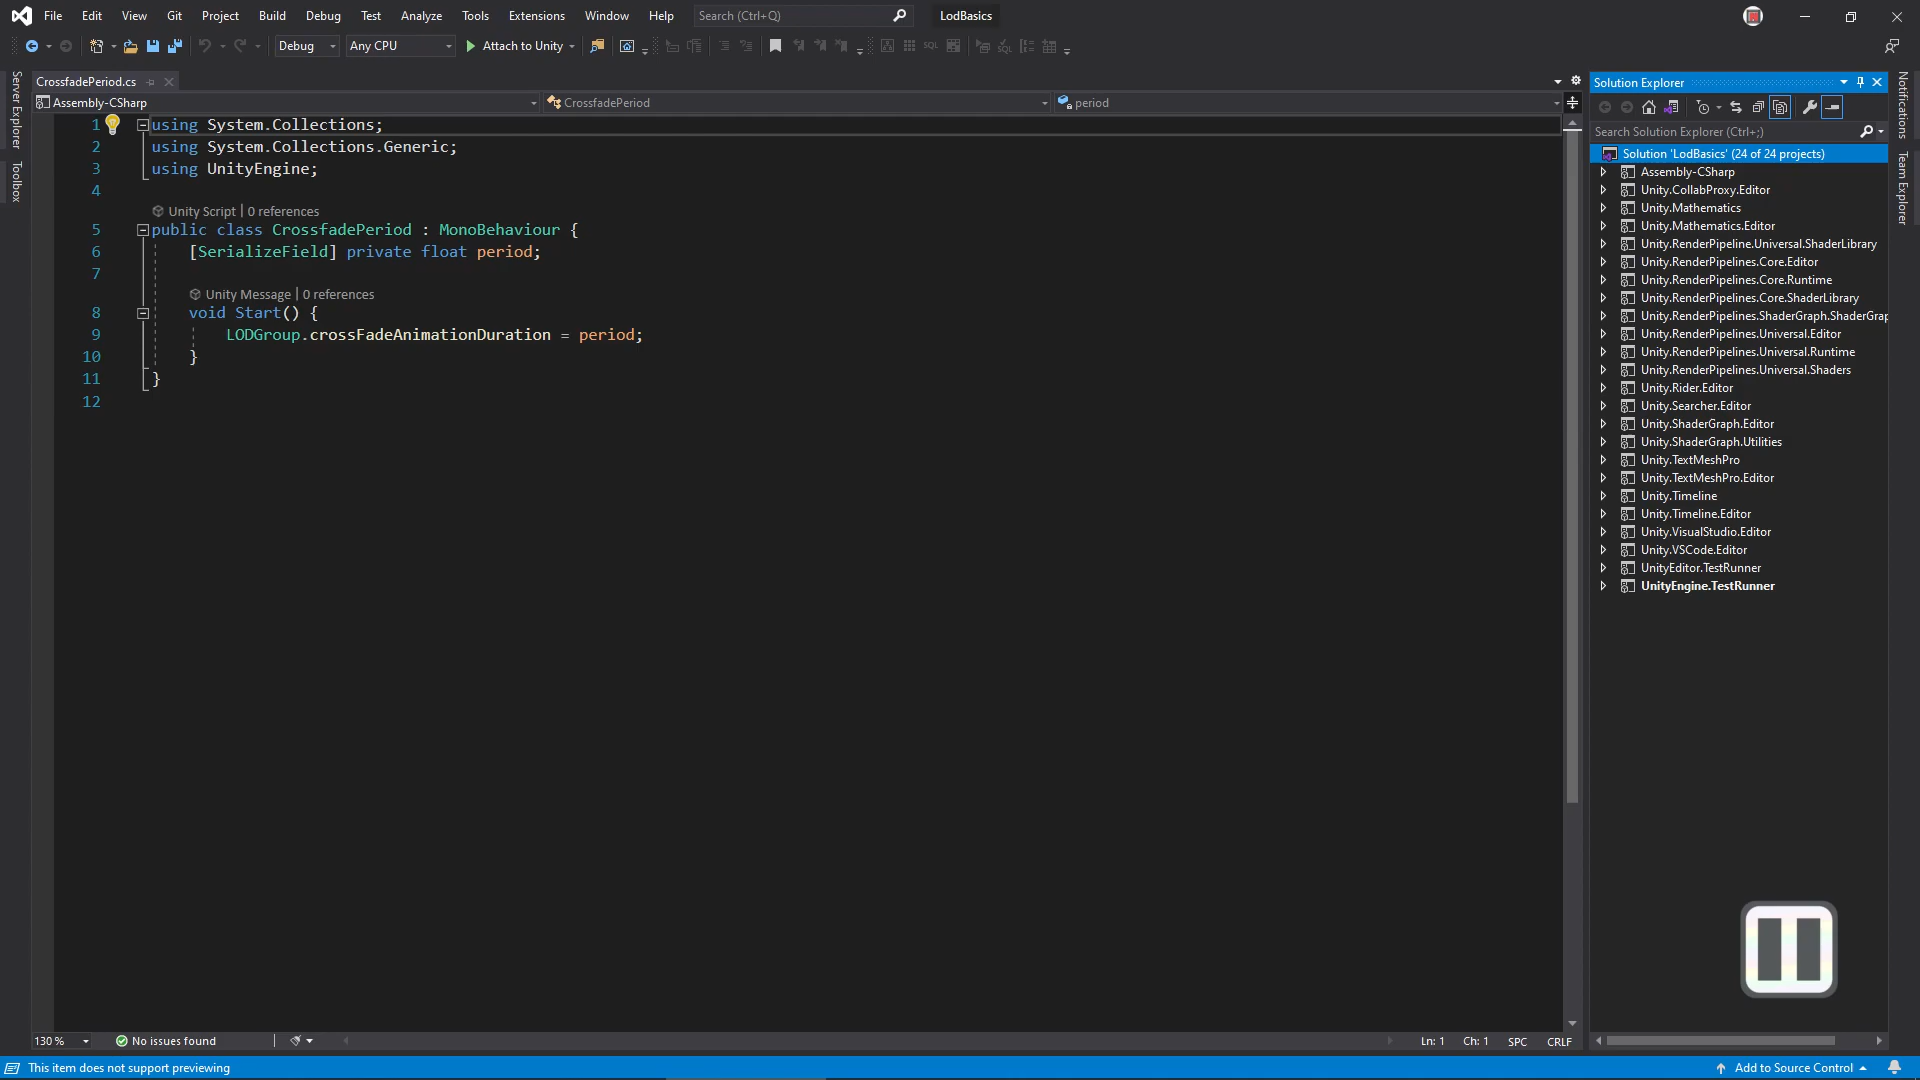 File Edit View Git Project Build Debug Test Analyze Tools Extensions Window Help Search (Ctrl+Q) LodBasics
Debug Any CPU Attach to Unity
Server Explorer
Toolbox
CrossfadePeriod.cs
Assembly-CSharp CrossfadePeriod period
1 using System.Collections;
2 using System.Collections.Generic;
3 using UnityEngine;
4
Unity Script | 0 references
5 public class CrossfadePeriod : MonoBehaviour {
6 [SerializeField] private float period;
7
Unity Message | 0 references
8 void Start() {
9 LODGroup.crossFadeAnimationDuration = period;
10 }
11 }
12
130 % No issues found Ln: 1 Ch: 1 SPC CRLF
Solution Explorer
Search Solution Explorer (Ctrl+;)
Solution 'LodBasics' (24 of 24 projects)
Assembly-CSharp
Unity.CollabProxy.Editor
Unity.Mathematics
Unity.Mathematics.Editor
Unity.RenderPipeline.Universal.ShaderLibrary
Unity.RenderPipelines.Core.Editor
Unity.RenderPipelines.Core.Runtime
Unity.RenderPipelines.Core.ShaderLibrary
Unity.RenderPipelines.ShaderGraph.ShaderGrap
Unity.RenderPipelines.Universal.Editor
Unity.RenderPipelines.Universal.Runtime
Unity.RenderPipelines.Universal.Shaders
Unity.Rider.Editor
Unity.Searcher.Editor
Unity.ShaderGraph.Editor
Unity.ShaderGraph.Utilities
Unity.TextMeshPro
Unity.TextMeshPro.Editor
Unity.Timeline
Unity.Timeline.Editor
Unity.VisualStudio.Editor
Unity.VSCode.Editor
UnityEditor.TestRunner
UnityEngine.TestRunner
Notifications
Team Explorer
This item does not support previewing Add to Source Control